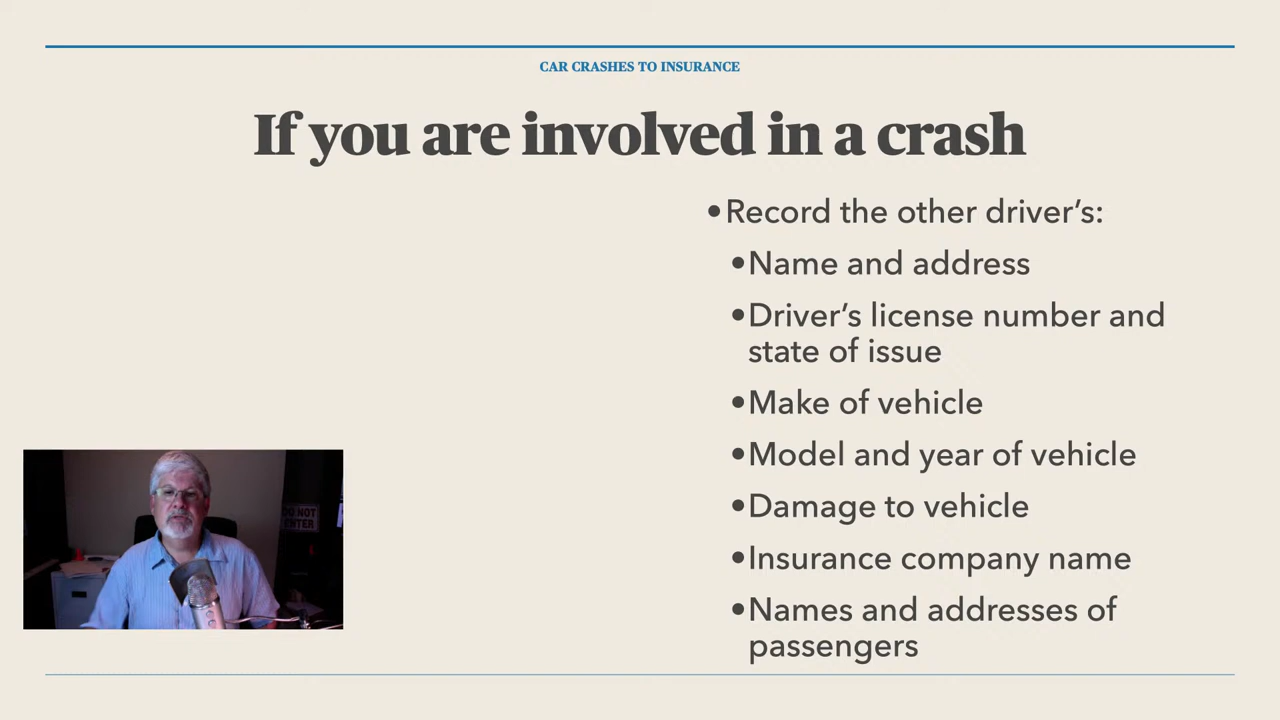 CAR CRASHES TO INSURANCE
If you are involved in a crash
•Record the other driver’s:
•Name and address
•Driver’s license number and
state of issue
•Make of vehicle
•Model and year of vehicle
•Damage to vehicle
•Insurance company name
•Names and addresses of
passengers
DO NOT
ENTER